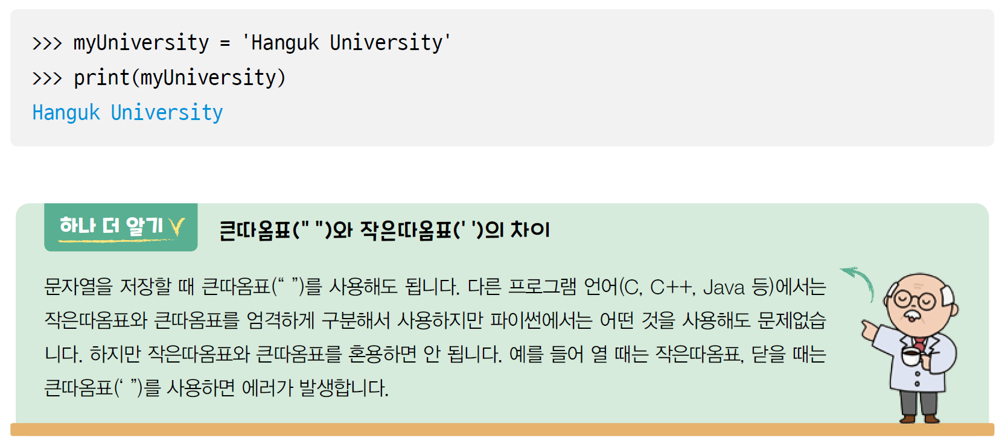 >>> myUniversity = 'Hanguk University'
>>> print(myUniversity)
Hanguk University
하나 더 알기
큰따옴표(" ")와 작은따옴표(' ')의 차이
문자열을 저장할 때 큰따옴표(“ ”)를 사용해도 됩니다. 다른 프로그램 언어(C, C++, Java 등)에서는
작은따옴표와 큰따옴표를 엄격하게 구분해서 사용하지만 파이썬에서는 어떤 것을 사용해도 문제없습
니다. 하지만 작은따옴표와 큰따옴표를 혼용하면 안 됩니다. 예를 들어 열 때는 작은따옴표, 닫을 때는
큰따옴표(‘ ”)를 사용하면 에러가 발생합니다.